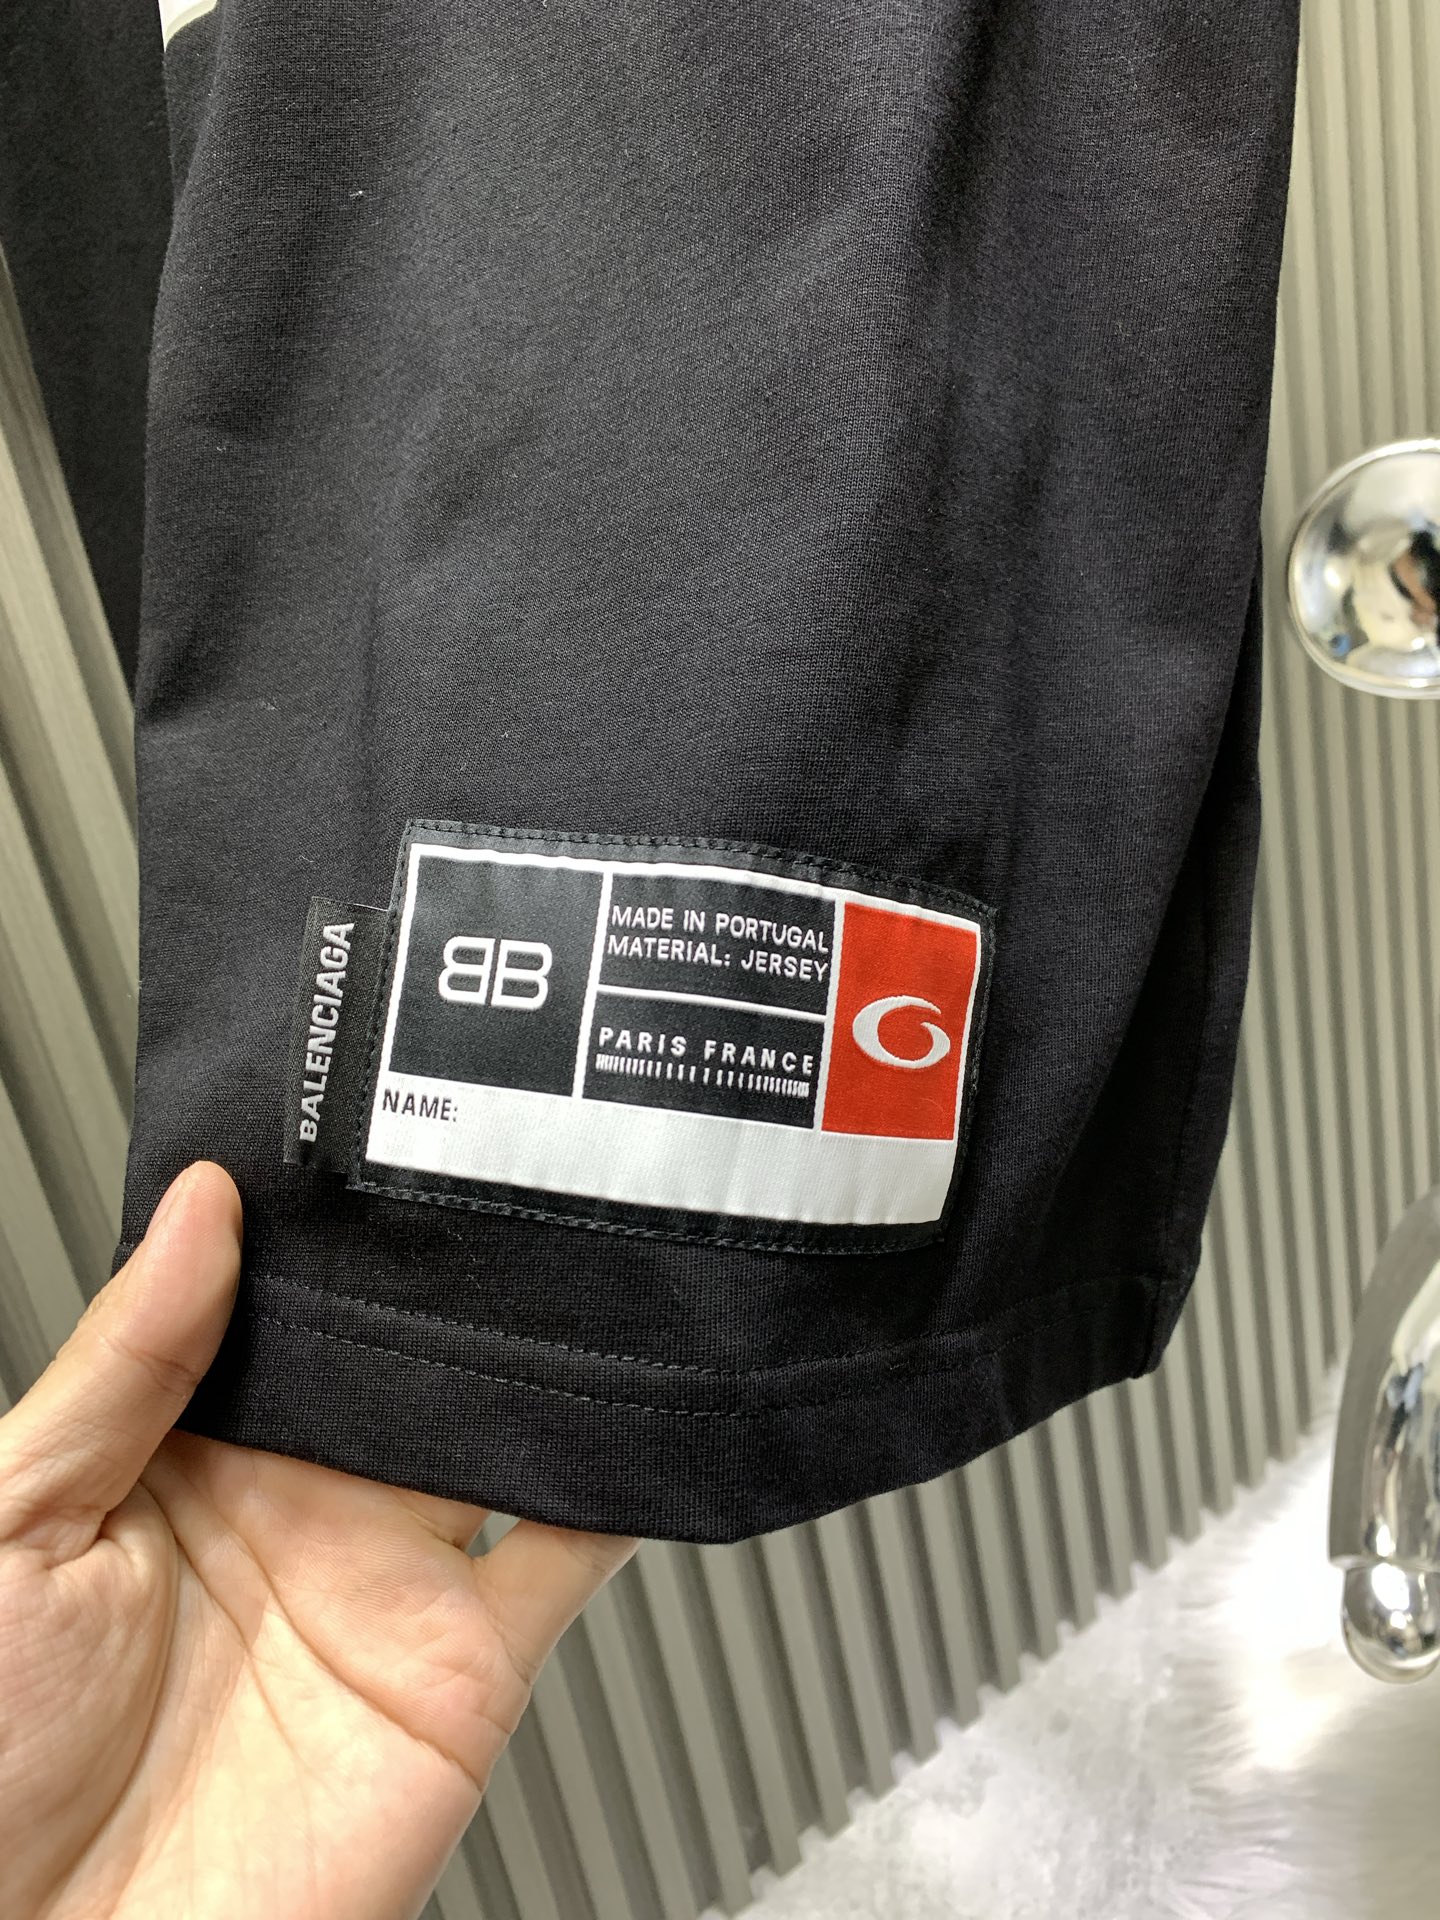 BALENCIAGA
BB
MADE IN PORTUGAL
MATERIAL: JERSEY
PARIS FRANCE
NAME: